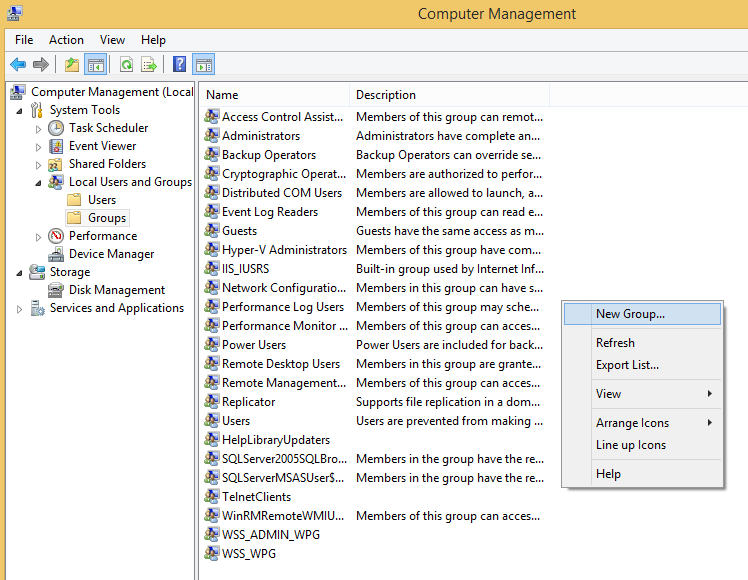 Computer Management
File Action View Help
Computer Management (Local
System Tools
Task Scheduler
Event Viewer
Shared Folders
Local Users and Groups
Users
Groups
Performance
Device Manager
Storage
Disk Management
Services and Applications
Name Description
Access Control Assist... Members of this group can remot...
Administrators Administrators have complete an...
Backup Operators Backup Operators can override se...
Cryptographic Operat... Members are authorized to perfor...
Distributed COM Users Members are allowed to launch, a...
Event Log Readers Members of this group can read e...
Guests Guests have the same access as m...
Hyper-V Administrators Members of this group have com...
IIS_IUSRS Built-in group used by Internet Inf...
Network Configuratio... Members in this group can have s...
Performance Log Users Members of this group may sche...
Performance Monitor ... Members of this group can acces...
Power Users Power Users are included for back...
Remote Desktop Users Members in this group are grante...
Remote Management... Members of this group can acces...
Replicator Supports file replication in a dom...
Users Users are prevented from making ...
HelpLibraryUpdaters
SQLServer2005SQLBro... Members in the group have the re...
SQLServerMSASUser$... Members in the group have the re...
TelnetClients
WinRMRemoteWMIU... Members of this group can acces...
WSS_ADMIN_WPG
WSS_WPG
New Group...
Refresh
Export List...
View
Arrange Icons
Line up Icons
Help